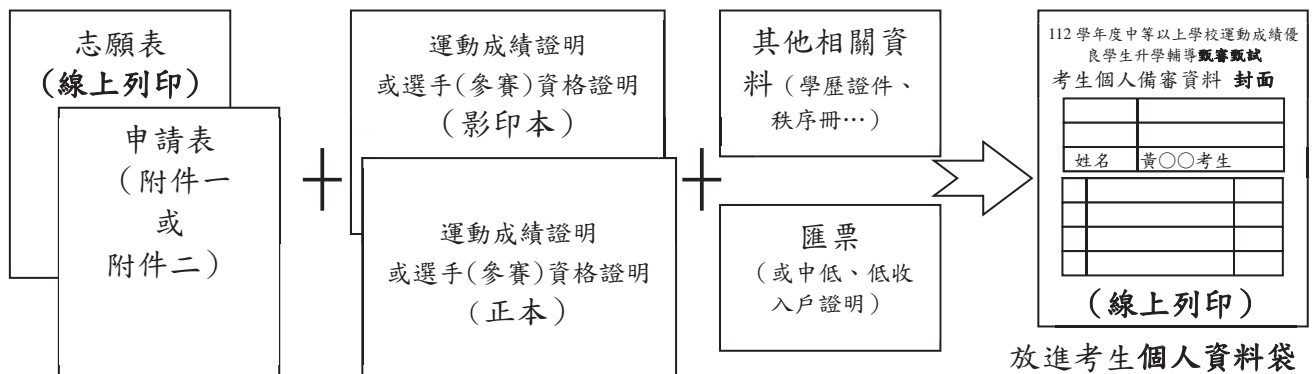 志願表
(線上列印)
申請表
(附件一
或
附件二)
＋
運動成績證明
或選手(參賽)資格證明
(影印本)
運動成績證明
或選手(參賽)資格證明
(正本)
＋
其他相關資
料(學歷證件、
秩序冊…)
匯票
(或中低、低收
入戶證明)
112 學年度中等以上學校運動成績優
良學生升學輔導甄審甄試
考生個人備審資料 封面
姓名 黃○○考生
(線上列印)
放進考生個人資料袋